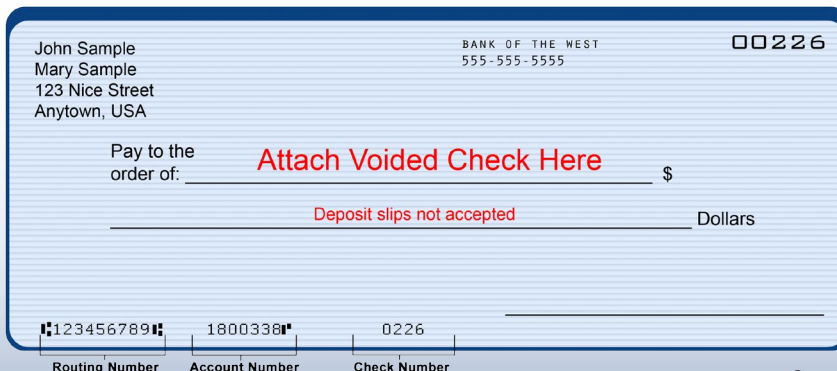 John Sample
Mary Sample
123 Nice Street
Anytown, USA
BANK OF THE WEST
555-555-5555
00226
Pay to the
order of:
Attach Voided Check Here
$
Deposit slips not accepted
Dollars
⑆123456789⑆ 1800338⑈ 0226
Routing Number Account Number Check Number